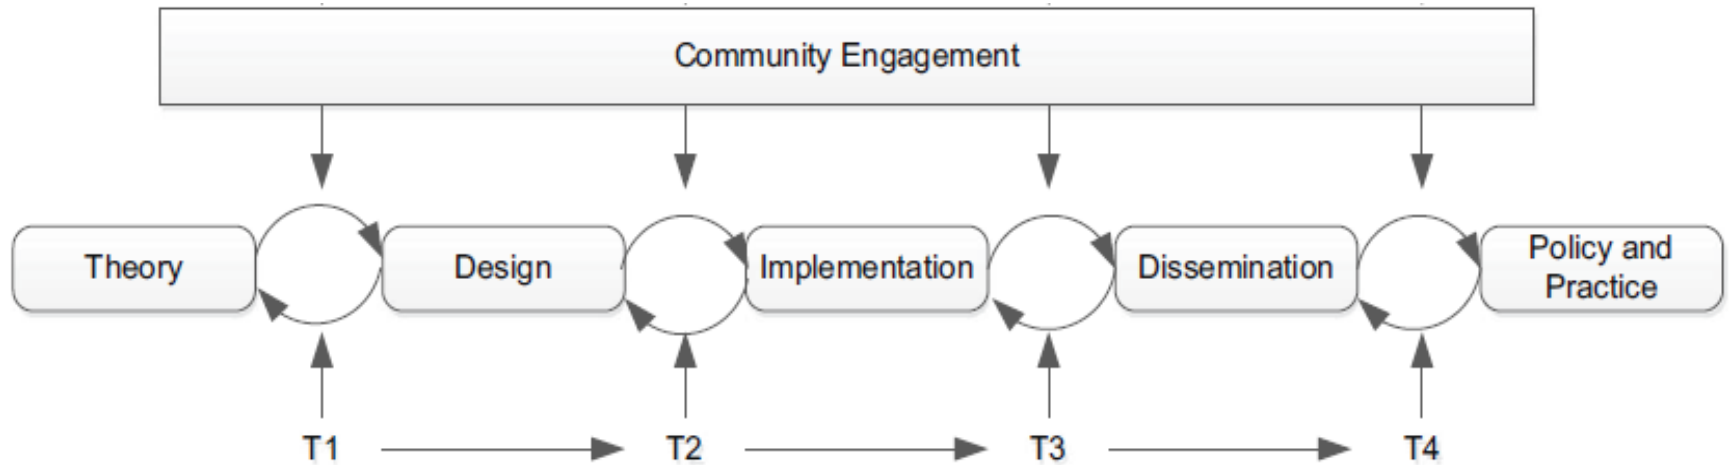 Community Engagement
Theory
Design
Implementation
Dissemination
Policy and
Practice
T1
T2
T3
T4